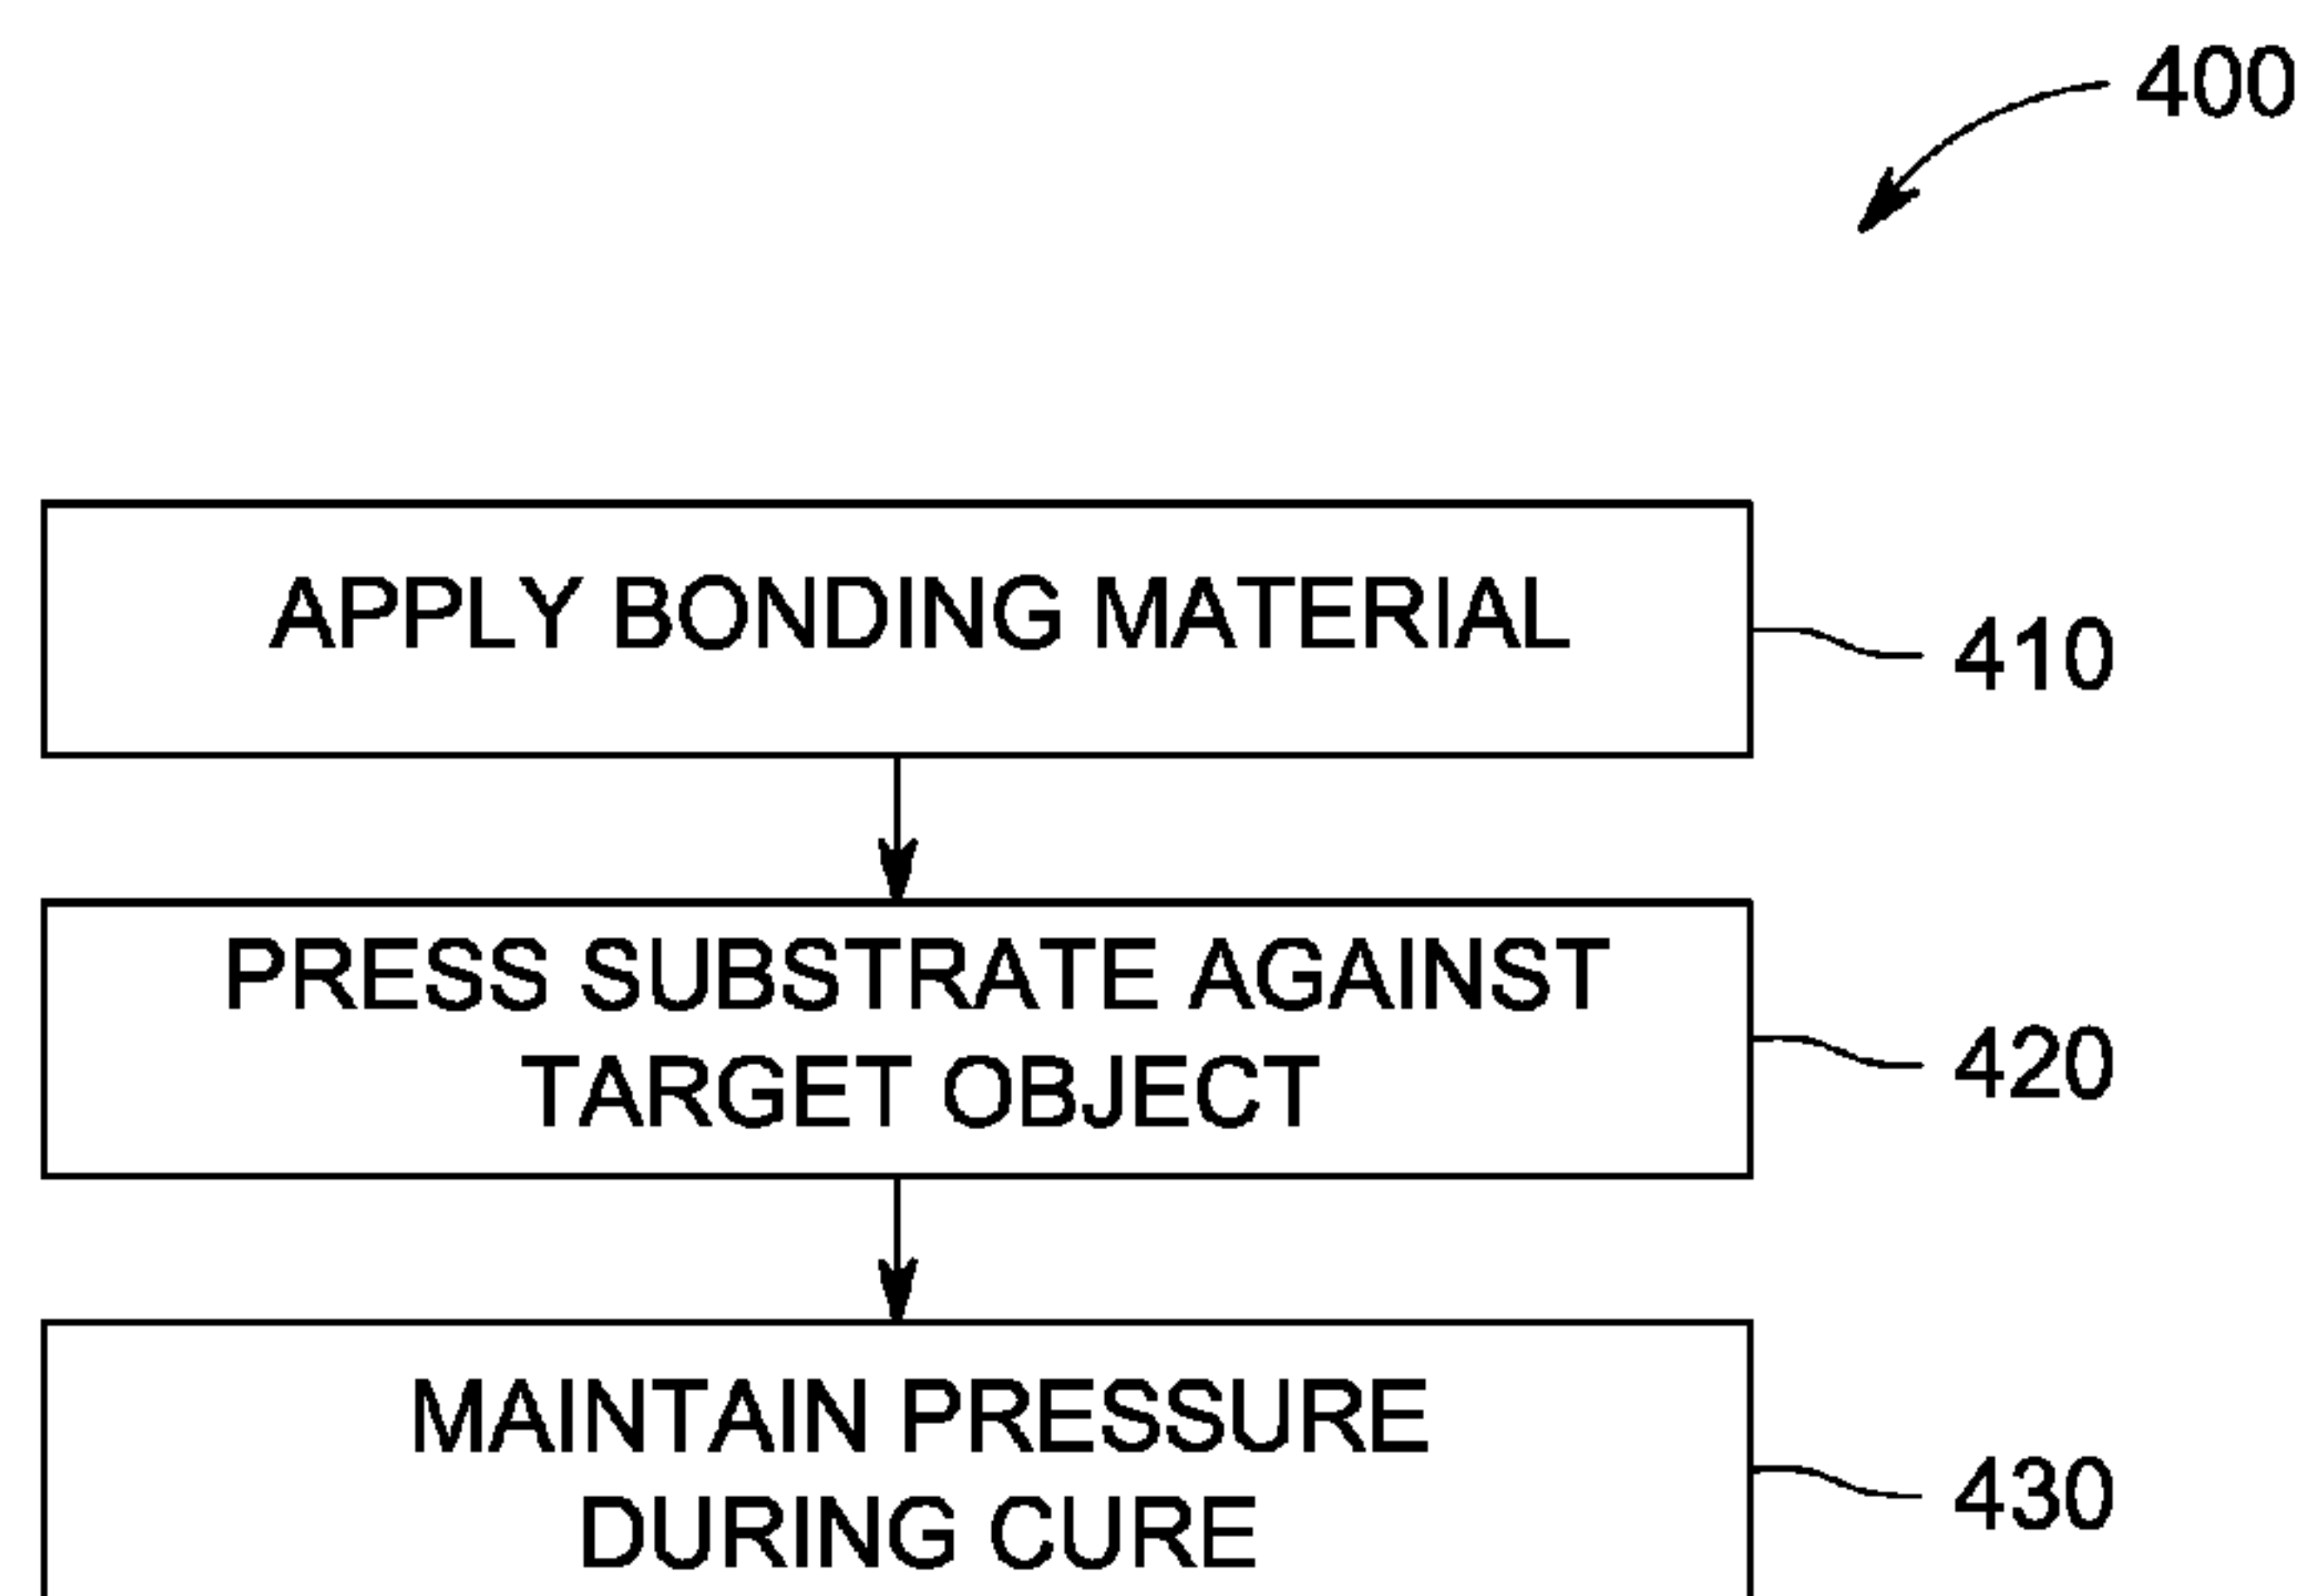 400
APPLY BONDING MATERIAL
410
PRESS SUBSTRATE AGAINST
TARGET OBJECT
420
MAINTAIN PRESSURE
DURING CURE
430